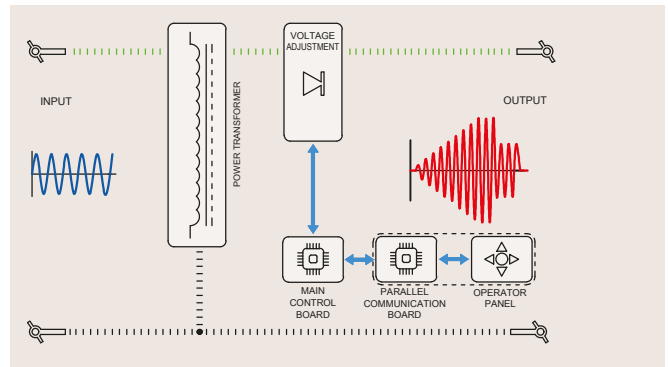 VOLTAGE
ADJUSTMENT
INPUT
POWER TRANSFORMER
OUTPUT
MAIN
CONTROL
BOARD
PARALLEL
COMMUNICATION
BOARD
OPERATOR
PANEL